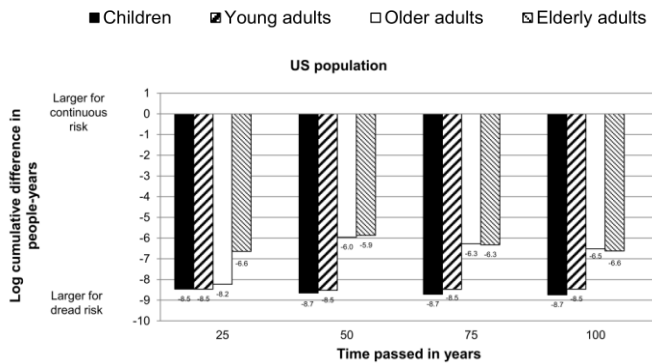 Children Young adults Older adults Elderly adults
US population
Larger for
continuous
risk
Larger for
dread risk
Log cumulative difference in
people-years
1
0
-1
-2
-3
-4
-5
-6
-7
-8
-9
-10
-8.5 -8.5 -8.2 -6.6
-8.7 -8.5 -6.0 -5.9
-8.7 -8.5 -6.3 -6.3
-8.7 -8.5 -6.5 -6.6
25 50 75 100
Time passed in years